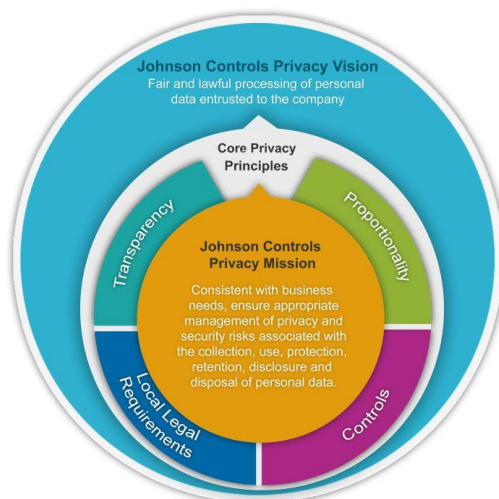 Johnson Controls Privacy Vision
Fair and lawful processing of personal
data entrusted to the company
Core Privacy
Principles
Transparency
Proportionality
Johnson Controls
Privacy Mission
Consistent with business
needs, ensure appropriate
management of privacy and
security risks associated with
the collection, use, protection,
retention, disclosure and
disposal of personal data.
Local Legal
Requirements
Controls